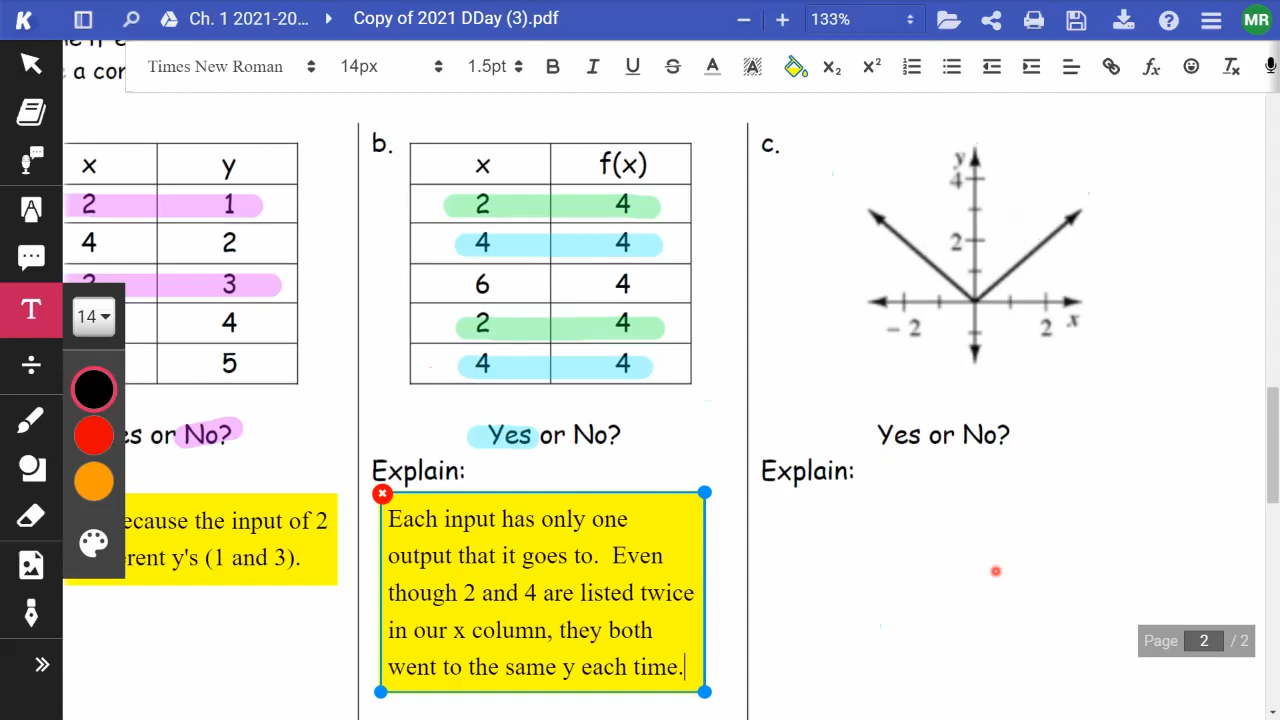 K Ch. 1 2021-20... Copy of 2021 DDay (3).pdf 133% MR
Times New Roman 14px 1.5pt B I U S A A X₂ X² fx Tx
a cor
x y
2 1
4 2
3
4
5
es or No?
ecause the input of 2
rent y's (1 and 3).
T
14
b.
x f(x)
2 4
4 4
6 4
2 4
4 4
Yes or No?
Explain:
Each input has only one
output that it goes to. Even
though 2 and 4 are listed twice
in our x column, they both
went to the same y each time.
c.
y
4
2
- 2 2 x
Yes or No?
Explain:
Page 2 / 2